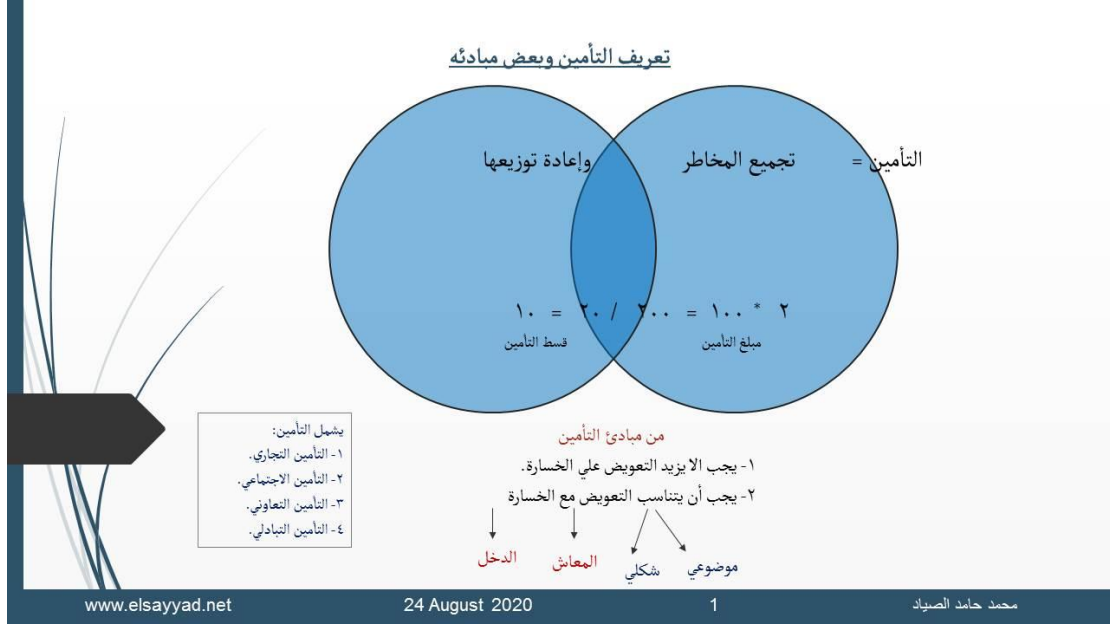 تعريف التأمين وبعض مبادئه
التأمين = تجميع المخاطر وإعادة توزيعها
٢ * ١٠٠ = ٢٠٠ / ٢٠ = ١٠
مبلغ التأمين قسط التأمين
من مبادئ التأمين
١- يجب الا يزيد التعويض علي الخسارة.
٢- يجب أن يتناسب التعويض مع الخسارة
موضوعي شكلي المعاش الدخل
يشمل التأمين:
١- التأمين التجاري.
٢- التأمين الاجتماعي.
٣- التأمين التعاوني.
٤- التأمين التبادلي.
محمد حامد الصياد 1 24 August 2020 www.elsayyad.net